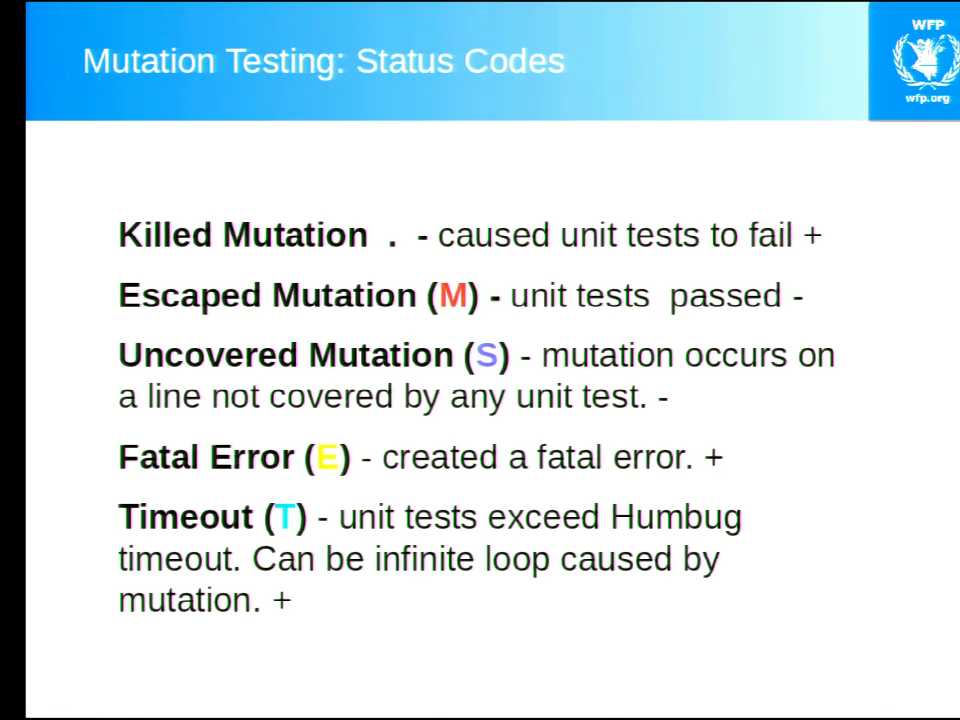 Mutation Testing: Status Codes
WFP
wfp.org
Killed Mutation . - caused unit tests to fail +
Escaped Mutation (M) - unit tests passed -
Uncovered Mutation (S) - mutation occurs on
a line not covered by any unit test. -
Fatal Error (E) - created a fatal error. +
Timeout (T) - unit tests exceed Humbug
timeout. Can be infinite loop caused by
mutation. +